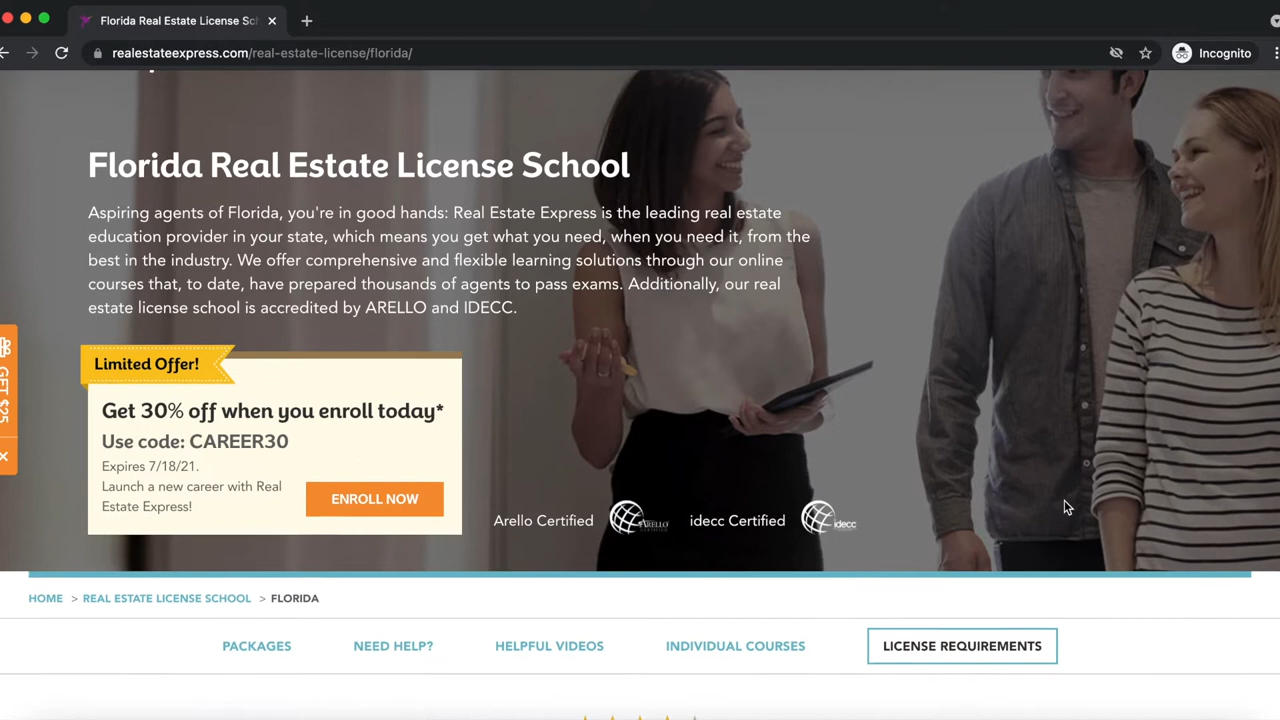 Florida Real Estate License Sch
realestateexpress.com/real-estate-license/florida/
Incognito
Florida Real Estate License School
Aspiring agents of Florida, you're in good hands: Real Estate Express is the leading real estate
education provider in your state, which means you get what you need, when you need it, from the
best in the industry. We offer comprehensive and flexible learning solutions through our online
courses that, to date, have prepared thousands of agents to pass exams. Additionally, our real
estate license school is accredited by ARELLO and IDECC.
GET $25
Limited Offer!
Get 30% off when you enroll today*
Use code: CAREER30
Expires 7/18/21.
Launch a new career with Real
Estate Express!
ENROLL NOW
Arello Certified
ARELLO
CERTIFIED
idecc Certified
idecc
HOME > REAL ESTATE LICENSE SCHOOL > FLORIDA
PACKAGES
NEED HELP?
HELPFUL VIDEOS
INDIVIDUAL COURSES
LICENSE REQUIREMENTS